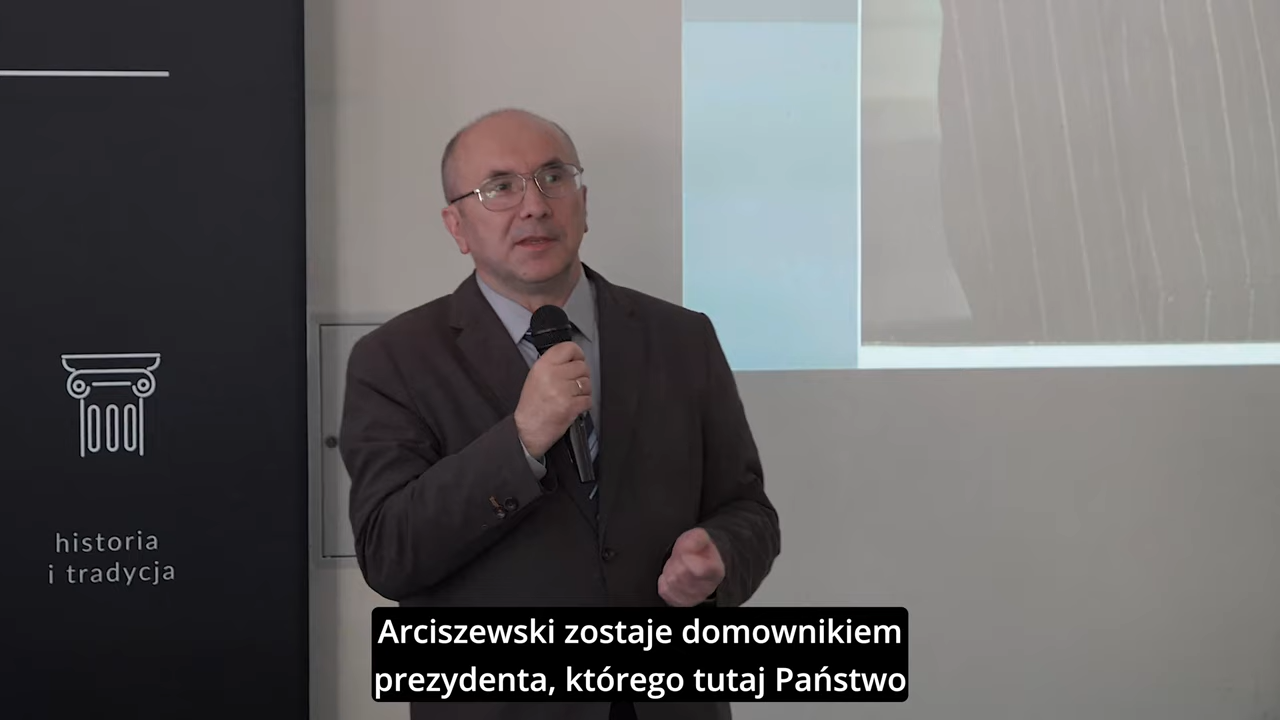 historia
i tradycja
Arciszewski zostaje domownikiem
prezydenta, którego tutaj Państwo